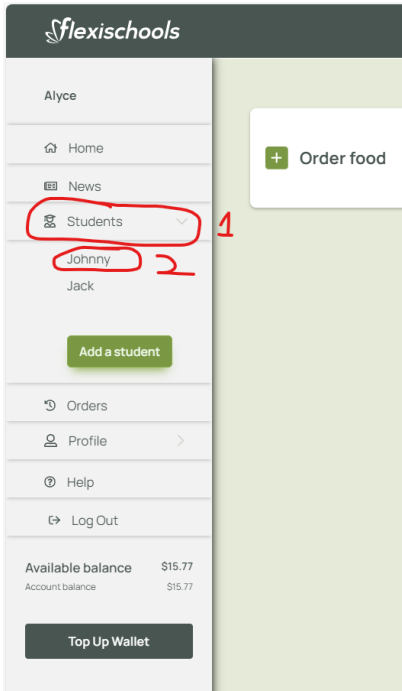 flexischools
Alyce
Home
News
Students 1
Johnny 2
Jack
Add a student
Orders
Profile
Help
Log Out
Available balance $15.77
Account balance $15.77
Top Up Wallet
+ Order food